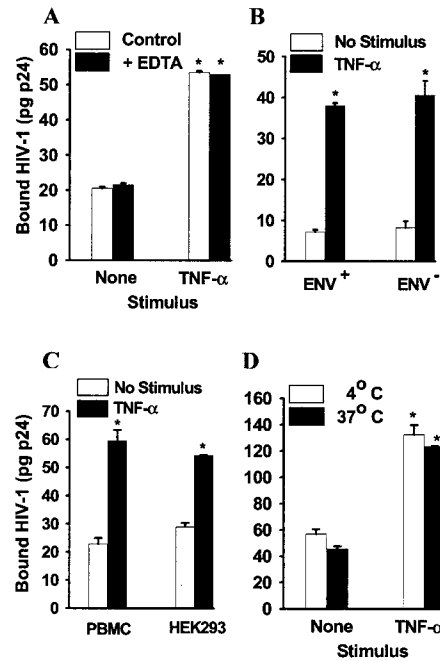 A
Control
+ EDTA
Bound HIV-1 (pg p24)
60
50
40
30
20
10
0
*
*
None
TNF-α
Stimulus
B
No Stimulus
TNF-α
50
40
30
20
10
0
*
*
ENV +
ENV -
C
No Stimulus
TNF-α
Bound HIV-1 (pg p24)
70
60
50
40
30
20
10
0
*
*
PBMC
HEK293
D
4° C
37° C
160
140
120
100
80
60
40
20
0
*
*
None
TNF-α
Stimulus